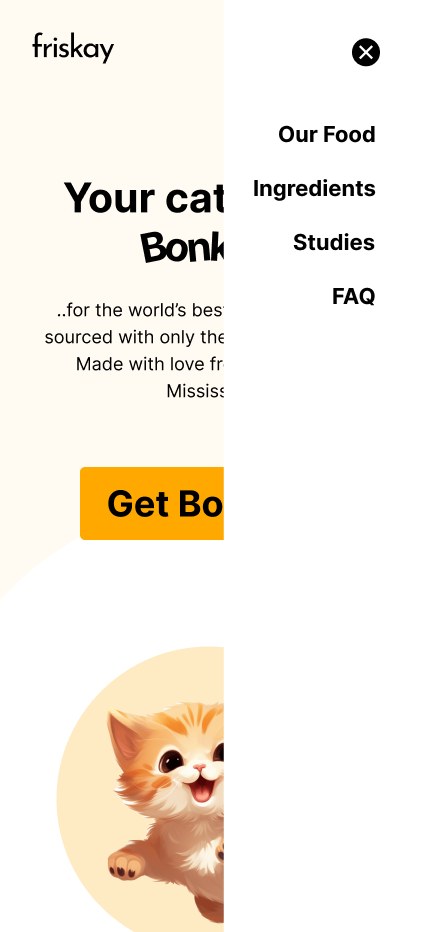 friskay
Our Food
Ingredients
Studies
FAQ
Your cat
Bonk
..for the world’s best
sourced with only the
Made with love fr
Mississ
Get Bo